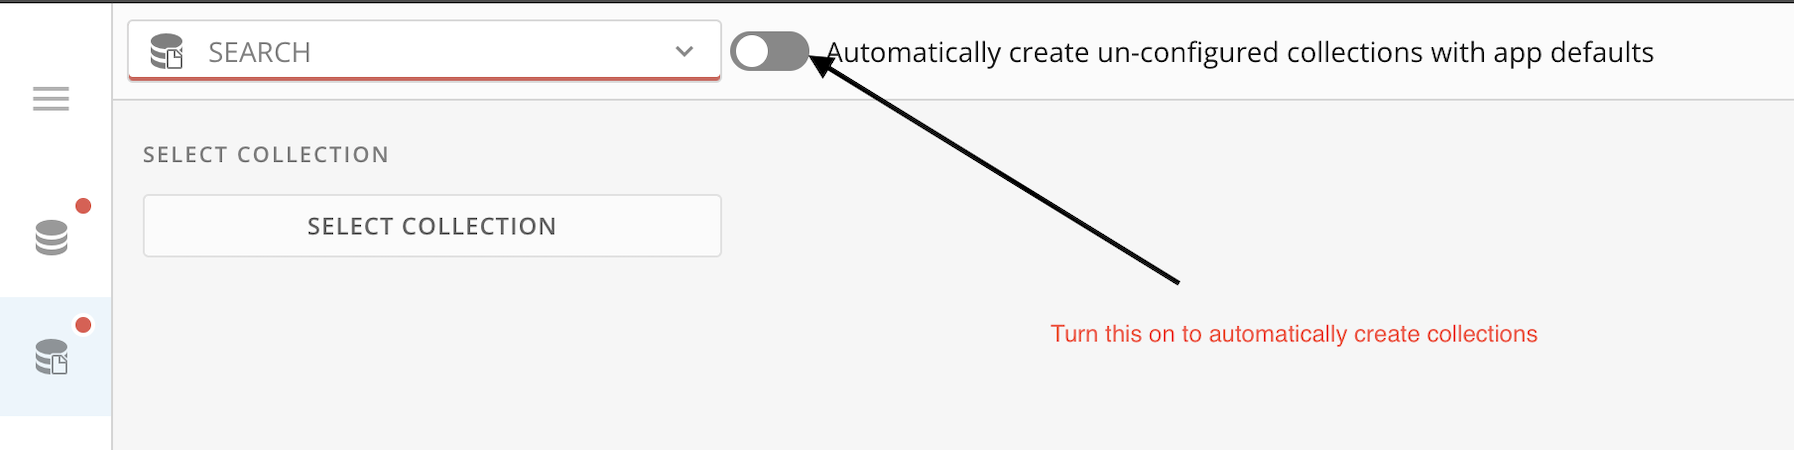 SEARCH
Automatically create un-configured collections with app defaults
SELECT COLLECTION
SELECT COLLECTION
Turn this on to automatically create collections